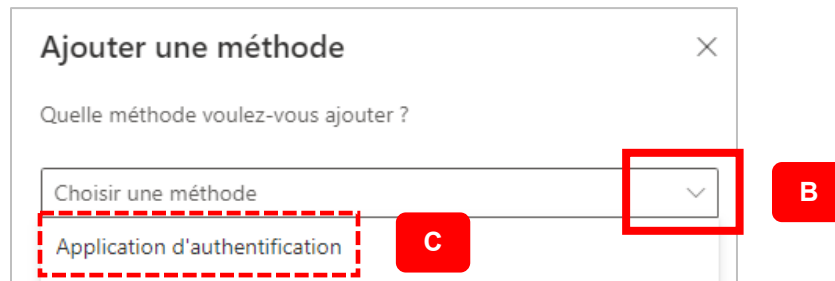 Ajouter une méthode
Quelle méthode voulez-vous ajouter ?
Choisir une méthode
B
Application d'authentification
C